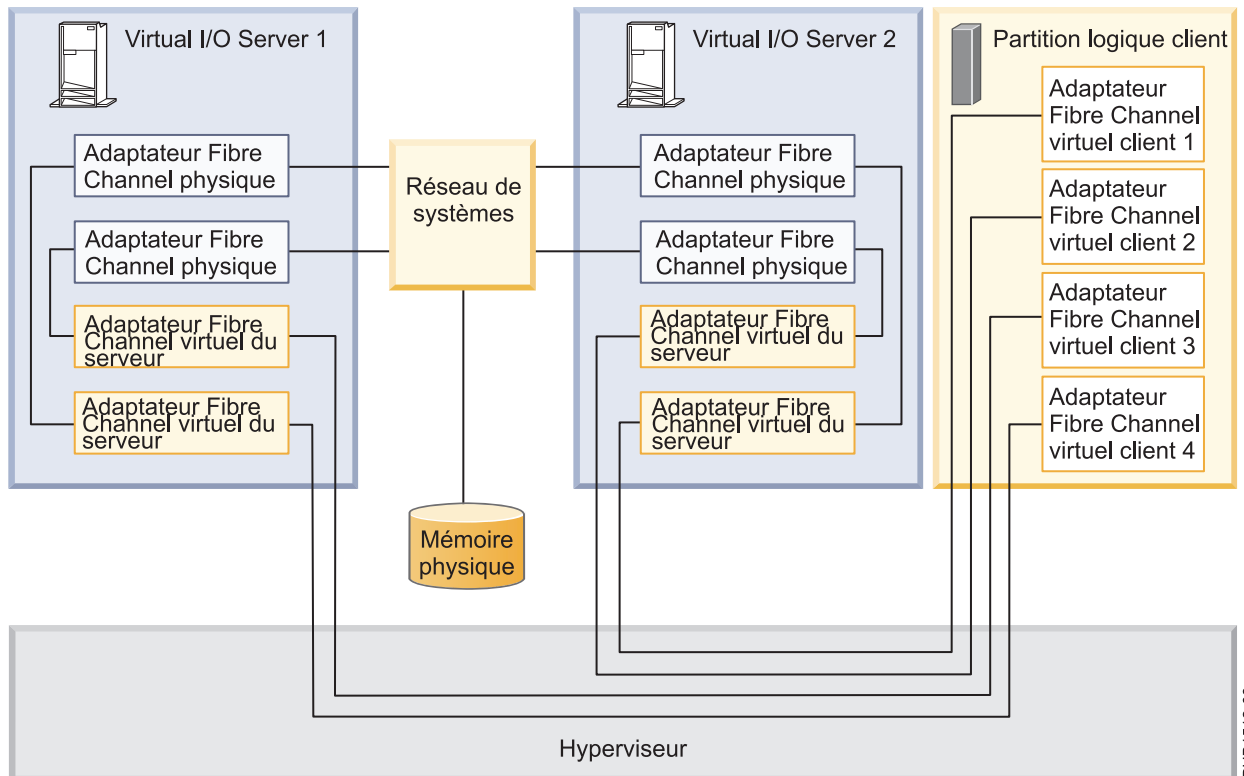 Virtual I/O Server 1
Adaptateur Fibre
Channel physique
Adaptateur Fibre
Channel physique
Adaptateur Fibre
Channel virtuel du
serveur
Adaptateur Fibre
Channel virtuel du
serveur
Réseau de
systèmes
Mémoire
physique
Virtual I/O Server 2
Adaptateur Fibre
Channel physique
Adaptateur Fibre
Channel physique
Adaptateur Fibre
Channel virtuel du
serveur
Adaptateur Fibre
Channel virtuel du
serveur
Partition logique client
Adaptateur
Fibre Channel
virtuel client 1
Adaptateur
Fibre Channel
virtuel client 2
Adaptateur
Fibre Channel
virtuel client 3
Adaptateur
Fibre Channel
virtuel client 4
Hyperviseur